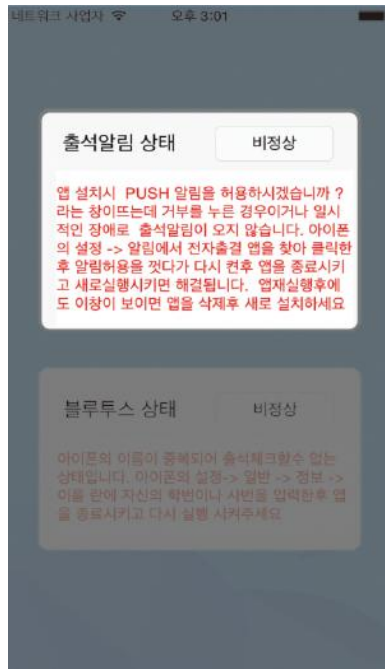 네트워크 사업자 오후 3:01
출석알림 상태 비정상
앱 설치시 PUSH 알림을 허용하시겠습니까 ?
라는 창이뜨는데 거부를 누른 경우이거나 일시
적인 장애로 출석알림이 오지 않습니다. 아이폰
의 설정 -> 알림에서 전자출결 앱을 찾아 클릭한
후 알림허용을 껏다가 다시 켠후 앱을 종료시키
고 새로실행시키면 해결됩니다. 앱재실행후에
도 이창이 보이면 앱을 삭제후 새로 설치하세요
블루투스 상태 비정상
아이폰의 이름이 중복되어 출석체크할수 없는
상태입니다. 아이폰의 설정-> 일반 -> 정보 ->
이름 란에 자신의 학번이나 사번을 입력한후 앱
을 종료시키고 다시 실행 시켜주세요